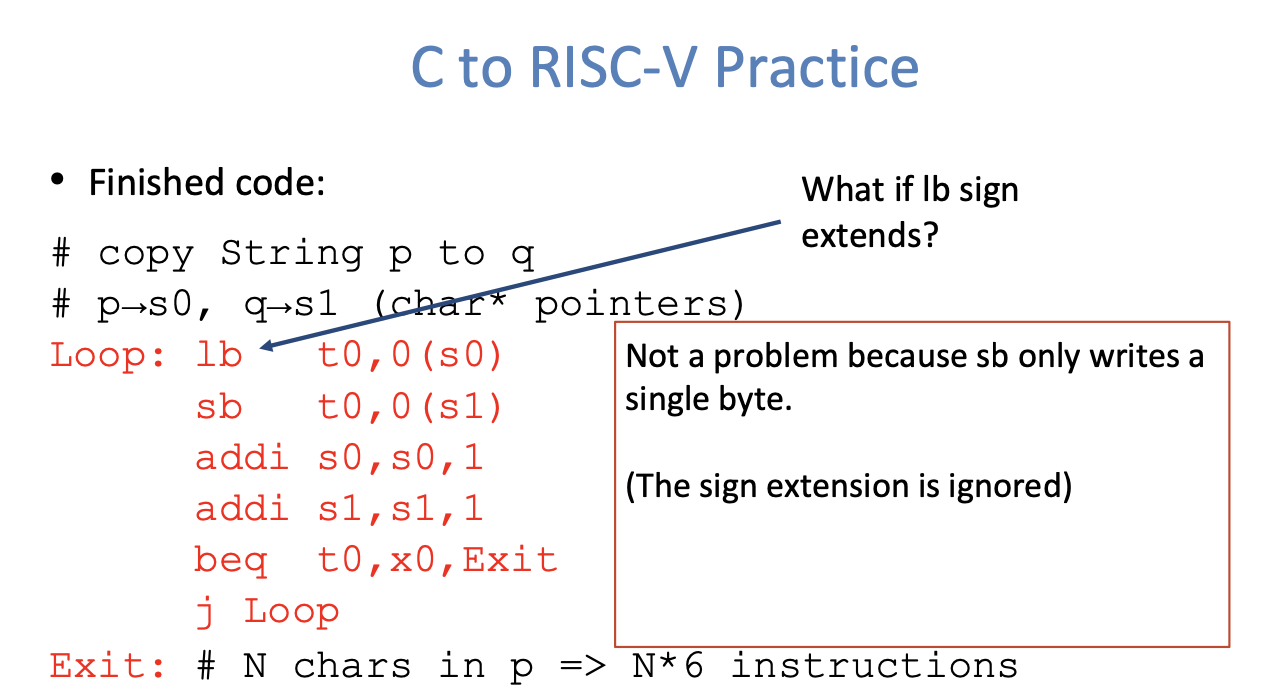 C to RISC-V Practice
• Finished code:
What if lb sign
extends?
# copy String p to q
# p→s0, q→s1 (char* pointers)
Loop: lb t0,0(s0)
sb t0,0(s1)
addi s0,s0,1
addi s1,s1,1
beq t0,x0,Exit
j Loop
Exit: # N chars in p => N*6 instructions
Not a problem because sb only writes a
single byte.
(The sign extension is ignored)